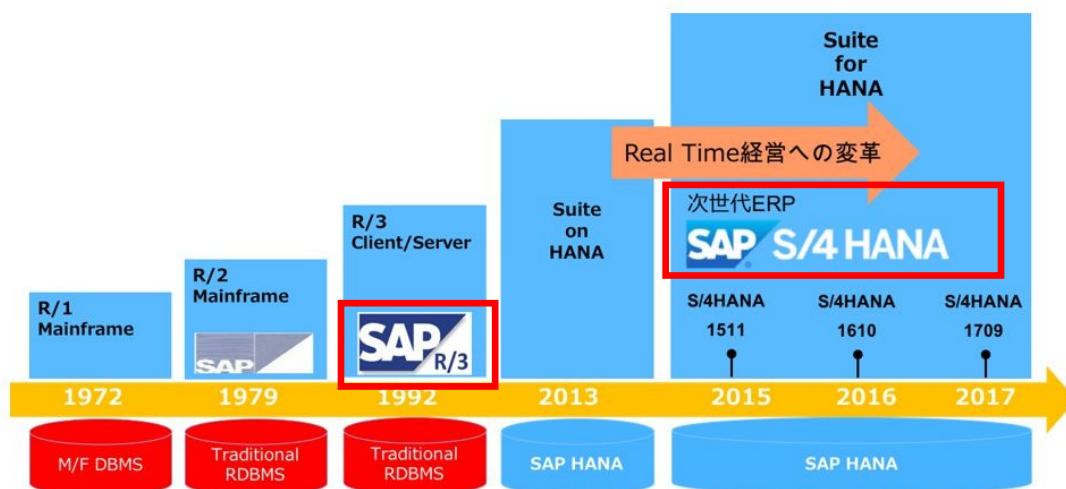 Suite
for
HANA
Real Time経営への変革
次世代ERP
SAP S/4 HANA
Suite
on
HANA
R/3
Client/Server
R/2
Mainframe
R/1
Mainframe
SAP
SAP
R/3
S/4HANA
1511
S/4HANA
1610
S/4HANA
1709
1972
1979
1992
2013
2015
2016
2017
M/F DBMS
Traditional
RDBMS
Traditional
RDBMS
SAP HANA
SAP HANA